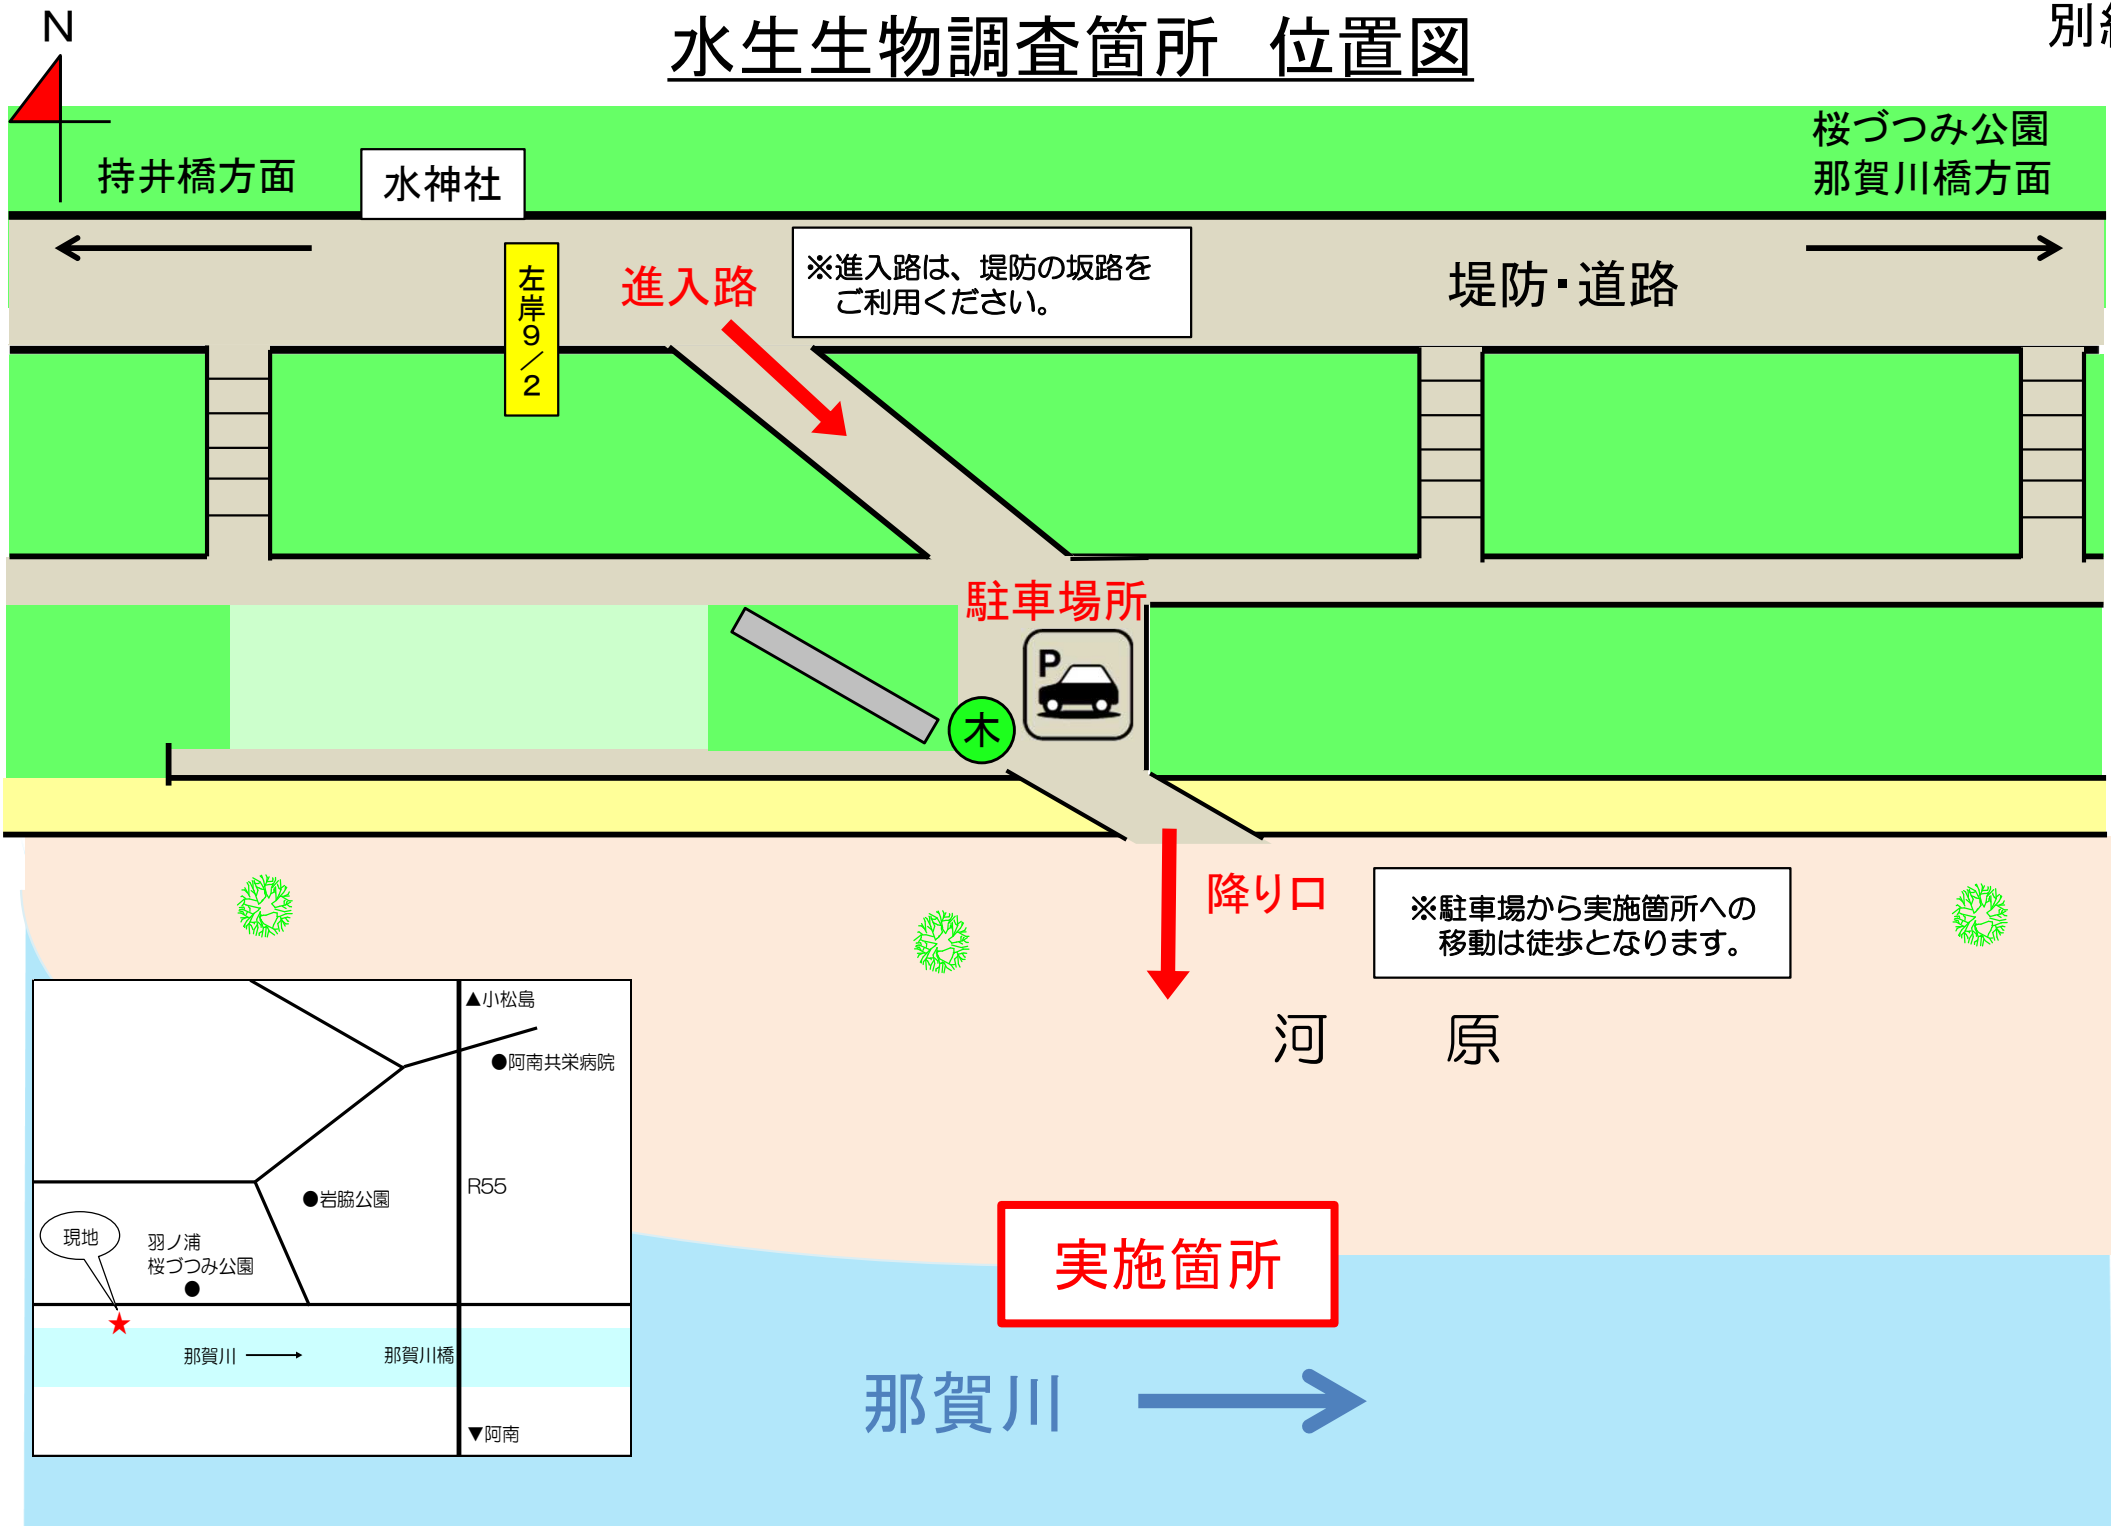 N
水生生物調査箇所　位置図
別
桜づつみ公園
那賀川橋方面
持井橋方面
水神社
左岸９／２
進入路
※進入路は、堤防の坂路を
ご利用ください。
堤防・道路
駐車場所
P
木
降り口
※駐車場から実施箇所への
移動は徒歩となります。
河　原
▲小松島
●阿南共栄病院
R55
●岩脇公園
現地
羽ノ浦
桜づつみ公園
●
★
那賀川
那賀川橋
▼阿南
実施箇所
那賀川